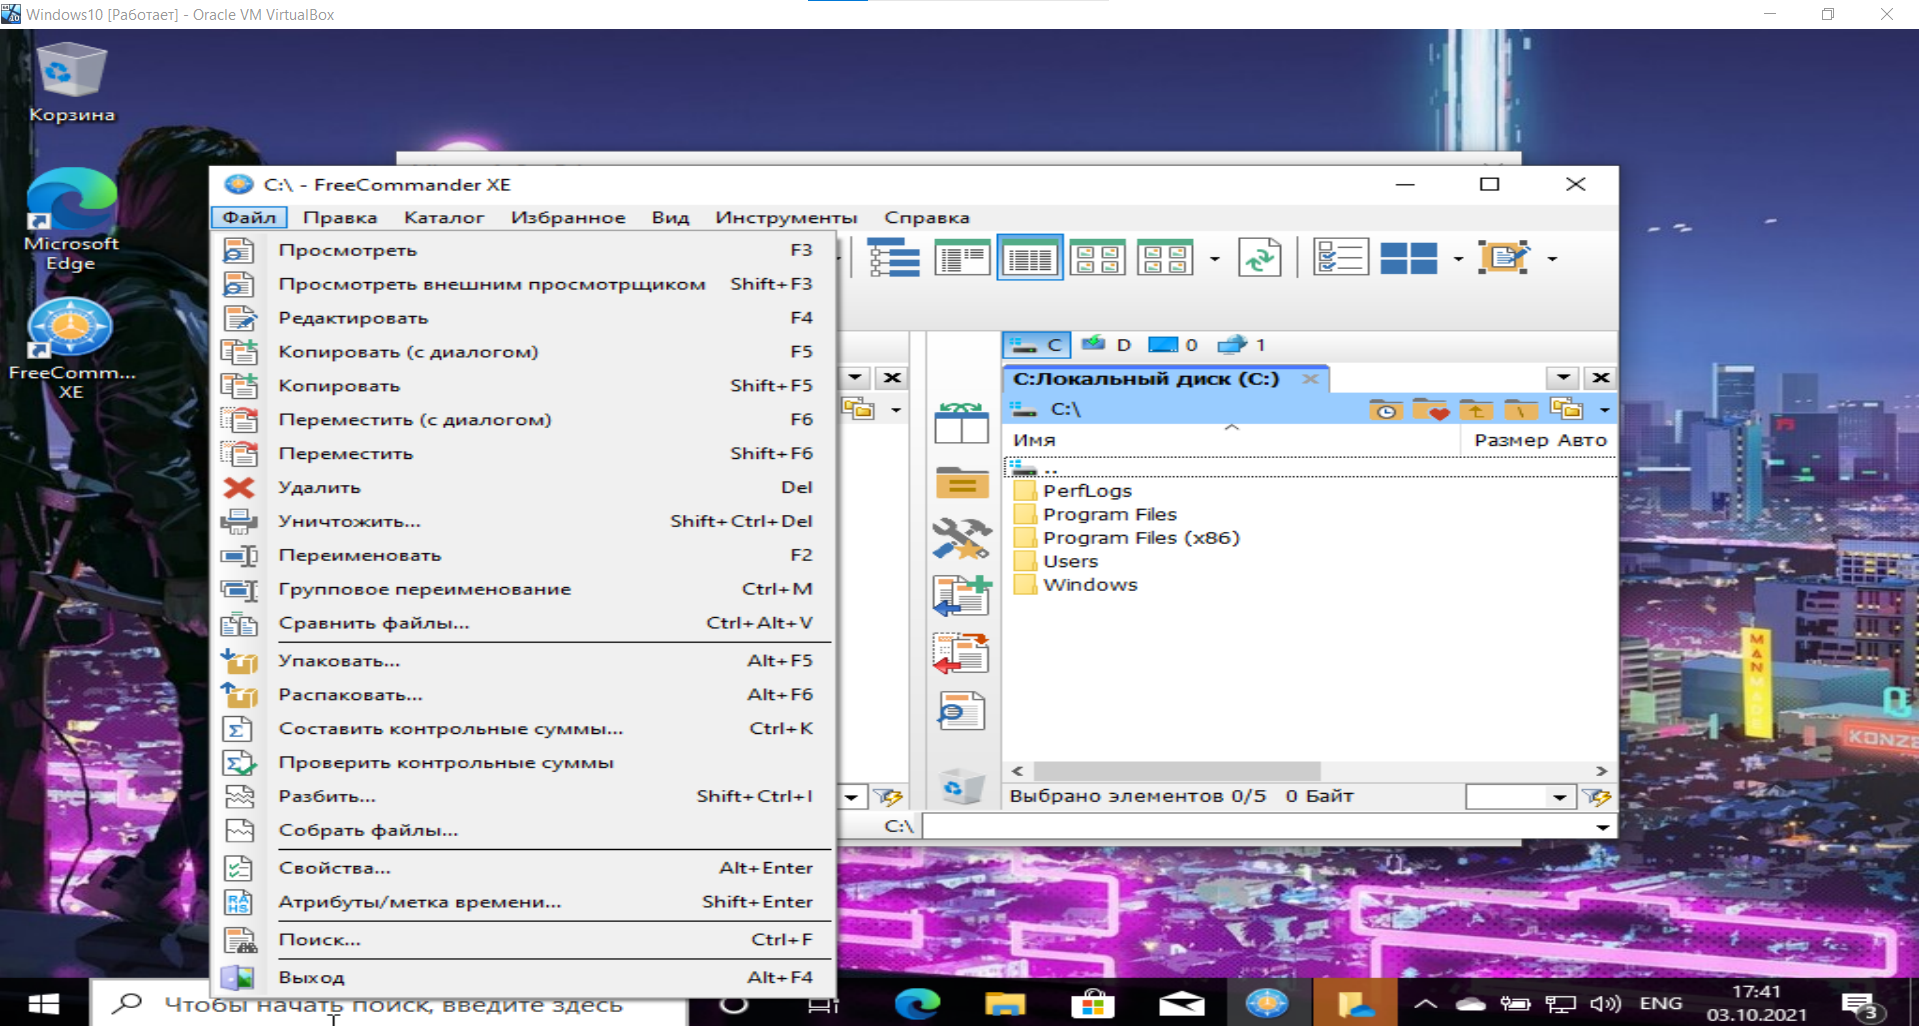 Windows10 [Работает] - Oracle VM VirtualBox
Корзина
Microsoft Edge
FreeComm... XE
C:\ - FreeCommander XE
Файл Правка Каталог Избранное Вид Инструменты Справка
Просмотреть F3
Просмотреть внешним просмотрщиком Shift+F3
Редактировать F4
Копировать (с диалогом) F5
Копировать Shift+F5
Переместить (с диалогом) F6
Переместить Shift+F6
Удалить Del
Уничтожить... Shift+Ctrl+Del
Переименовать F2
Групповое переименование Ctrl+M
Сравнить файлы... Ctrl+Alt+V
Упаковать... Alt+F5
Распаковать... Alt+F6
Составить контрольные суммы... Ctrl+K
Проверить контрольные суммы
Разбить... Shift+Ctrl+I
Собрать файлы...
Свойства... Alt+Enter
Атрибуты/метка времени... Shift+Enter
Поиск... Ctrl+F
Выход Alt+F4
C D 0 1
C:Локальный диск (C:)
C:\
Имя Размер Авто
..
PerfLogs
Program Files
Program Files (x86)
Users
Windows
Выбрано элементов 0/5 0 Байт
C:\
MANMADE
KONZE
Чтобы начать поиск, введите здесь
ENG
17:41
03.10.2021
3